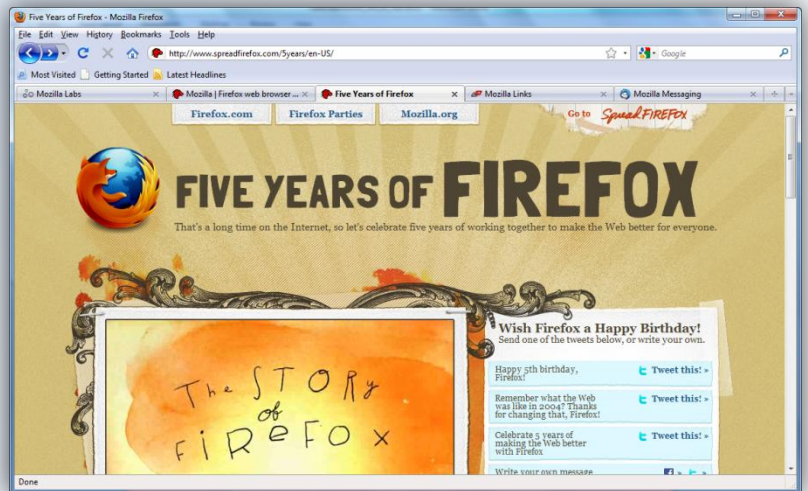 Five Years of Firefox - Mozilla Firefox
File Edit View History Bookmarks Tools Help
http://www.spreadfirefox.com/5years/en-US/
Google
Most Visited Getting Started Latest Headlines
Mozilla Labs
Mozilla | Firefox web browser ...
Five Years of Firefox
Mozilla Links
Mozilla Messaging
Firefox.com
Firefox Parties
Mozilla.org
Go to SpreadFIREFOX
FIVE YEARS OF FIREFOX
That's a long time on the Internet, so let's celebrate five years of working together to make the Web better for everyone.
The STORy
of
FiReFOx
Wish Firefox a Happy Birthday!
Send one of the tweets below, or write your own.
Happy 5th birthday,
Firefox!
Tweet this! »
Remember what the Web
was like in 2004? Thanks
for changing that, Firefox!
Tweet this! »
Celebrate 5 years of
making the Web better
with Firefox
Tweet this! »
Write your own message
Done